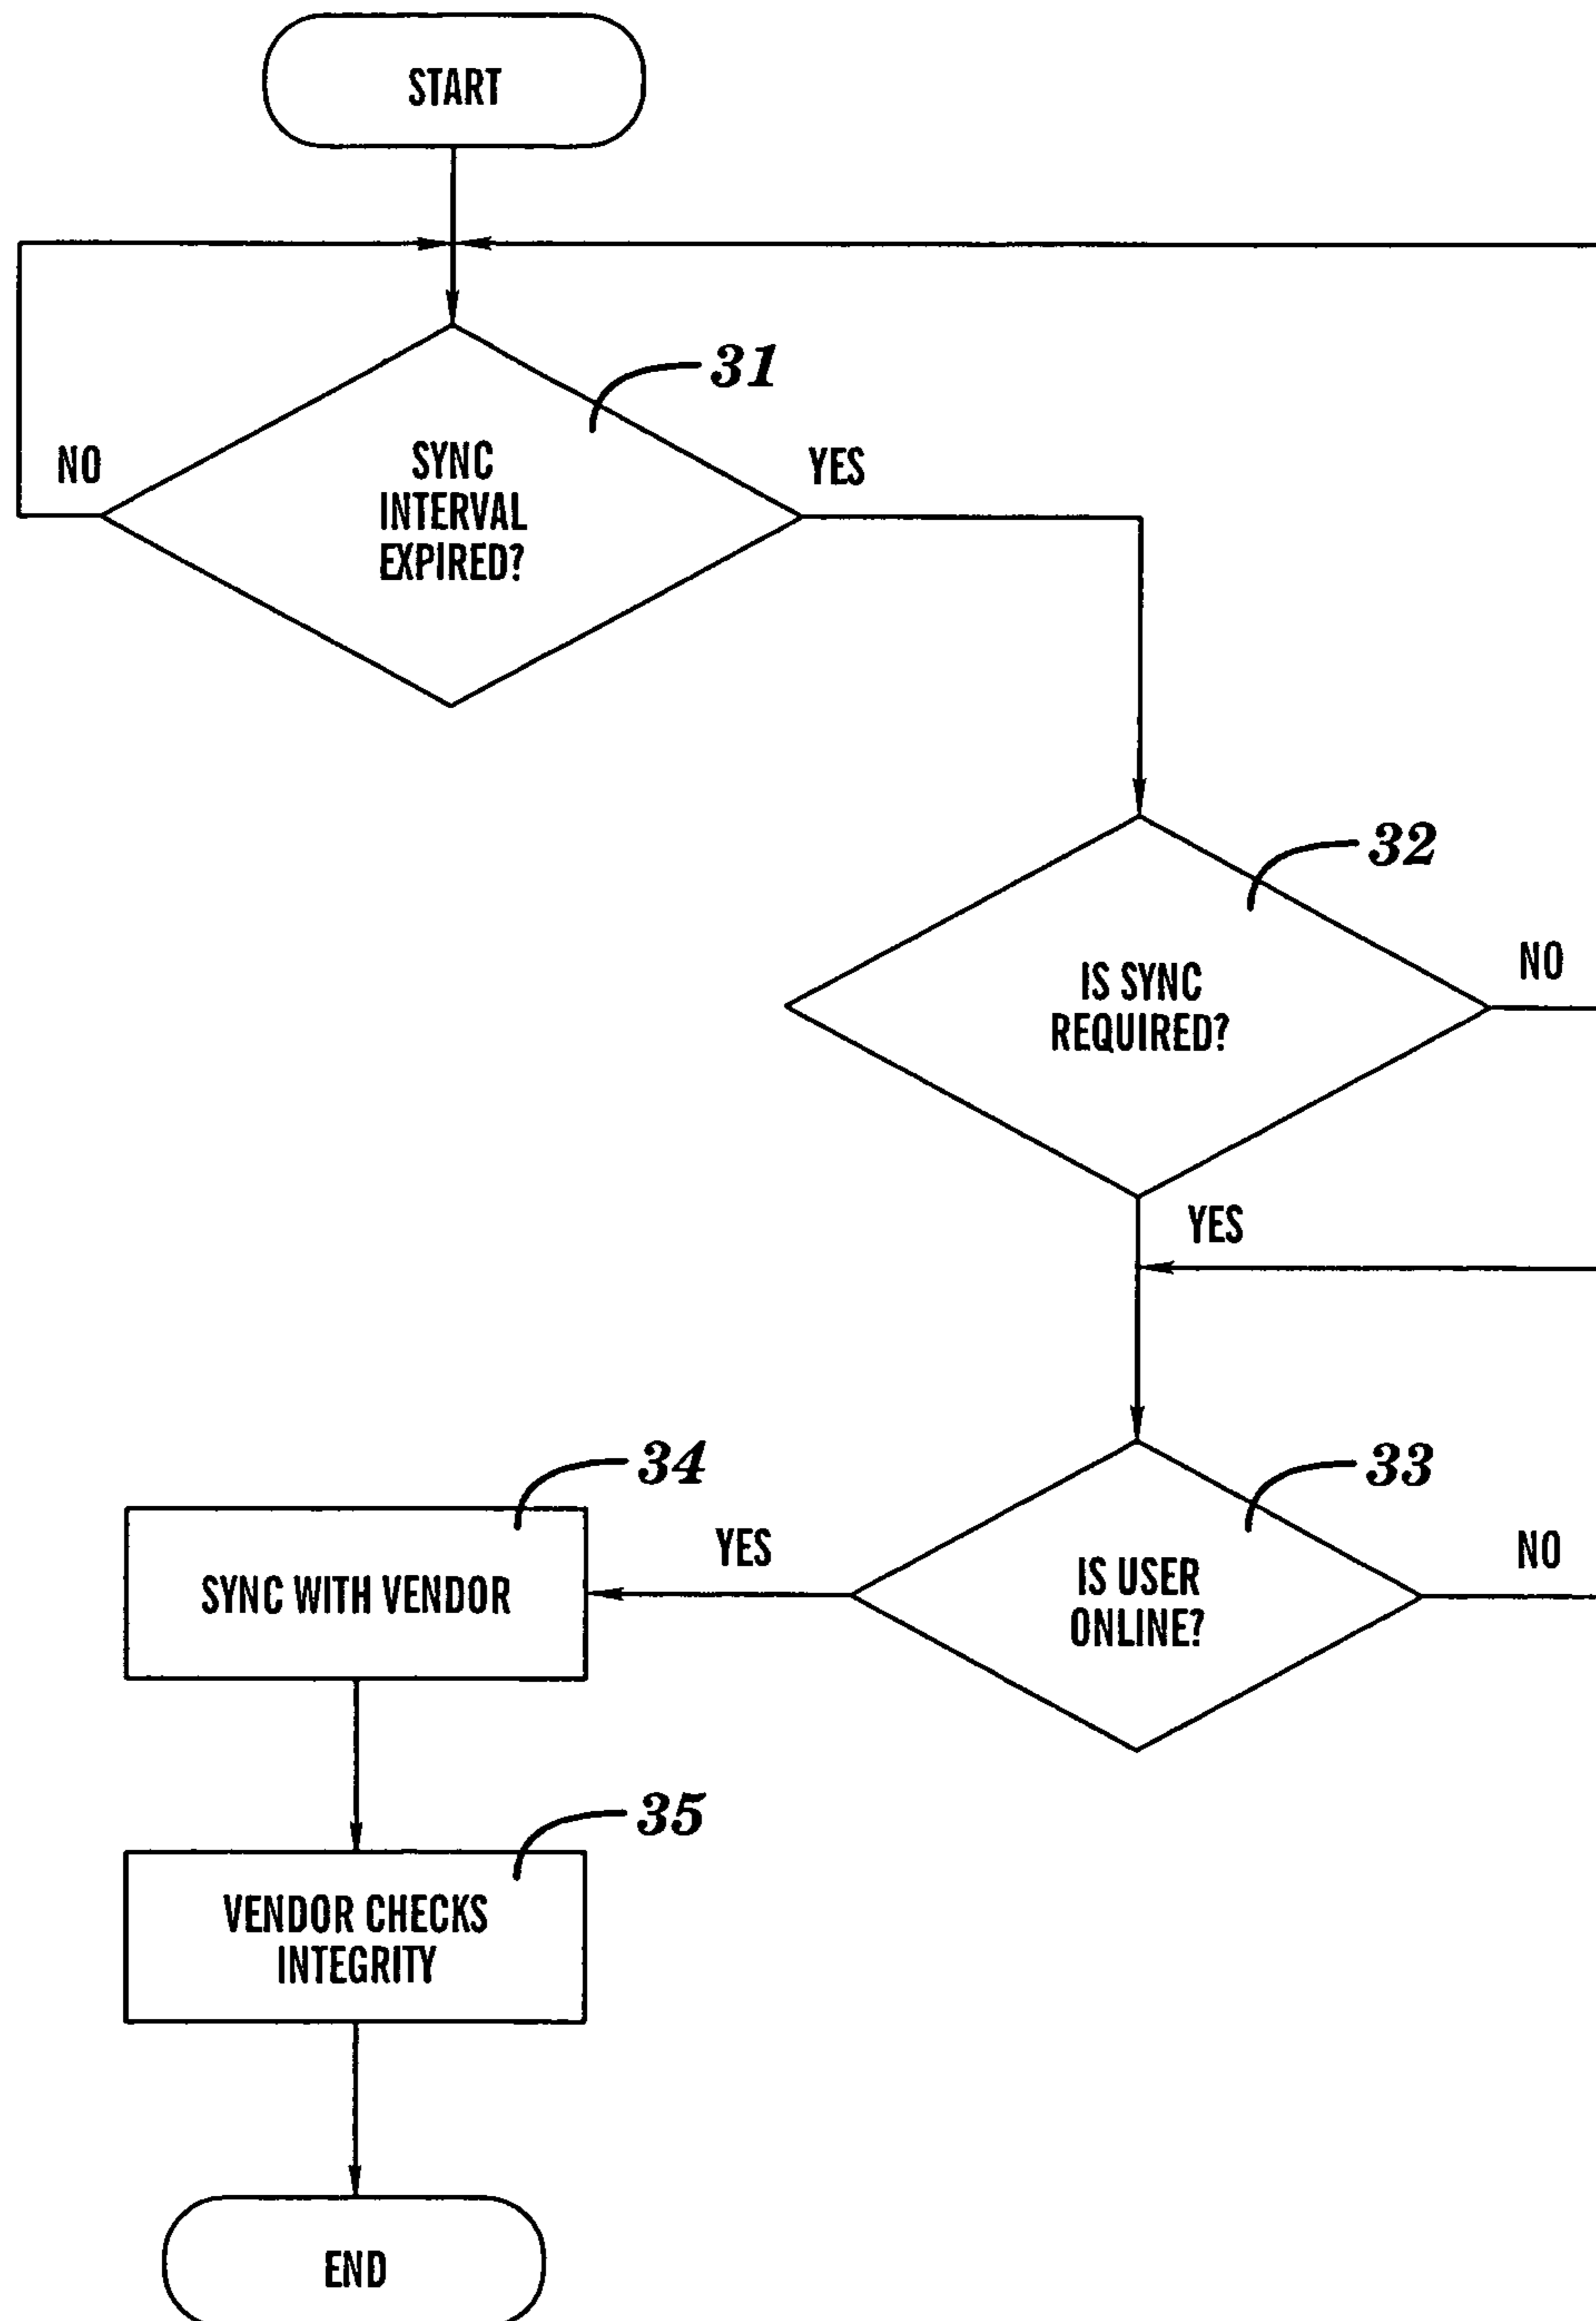 START
31
SYNC
INTERVAL
EXPIRED?
NO
YES
32
IS SYNC
REQUIRED?
NO
YES
33
IS USER
ONLINE?
NO
YES
34
SYNC WITH VENDOR
35
VENDOR CHECKS
INTEGRITY
END